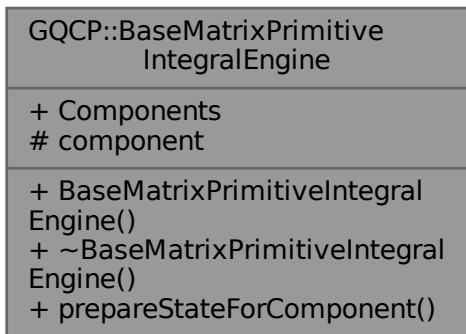 GQCP::BaseMatrixPrimitive
IntegralEngine
+ Components
# component
+ BaseMatrixPrimitiveIntegral
Engine()
+ ~BaseMatrixPrimitiveIntegral
Engine()
+ prepareStateForComponent()